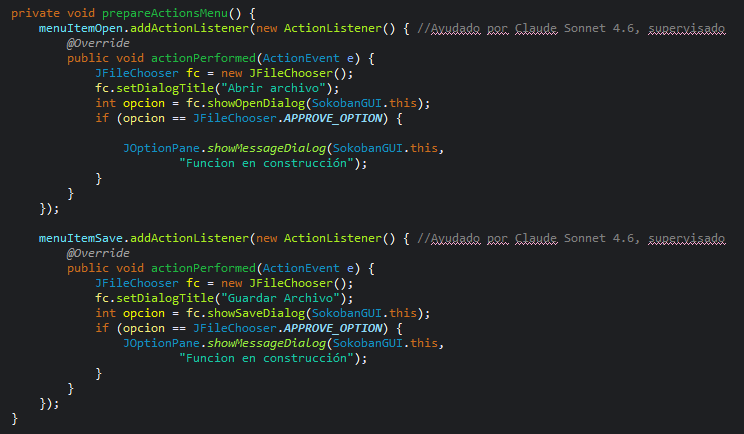 private void prepareActionsMenu() {
    menuItemOpen.addActionListener(new ActionListener() { //Ayudado por Claude Sonnet 4.6, supervisado
        @Override
        public void actionPerformed(ActionEvent e) {
            JFileChooser fc = new JFileChooser();
            fc.setDialogTitle("Abrir archivo");
            int opcion = fc.showOpenDialog(SokobanGUI.this);
            if (opcion == JFileChooser.APPROVE_OPTION) {

                JOptionPane.showMessageDialog(SokobanGUI.this,
                        "Funcion en construcción");
            }
        }
    });

    menuItemSave.addActionListener(new ActionListener() { //Ayudado por Claude Sonnet 4.6, supervisado
        @Override
        public void actionPerformed(ActionEvent e) {
            JFileChooser fc = new JFileChooser();
            fc.setDialogTitle("Guardar Archivo");
            int opcion = fc.showSaveDialog(SokobanGUI.this);
            if (opcion == JFileChooser.APPROVE_OPTION) {
                JOptionPane.showMessageDialog(SokobanGUI.this,
                        "Funcion en construcción");
            }
        }
    });
}